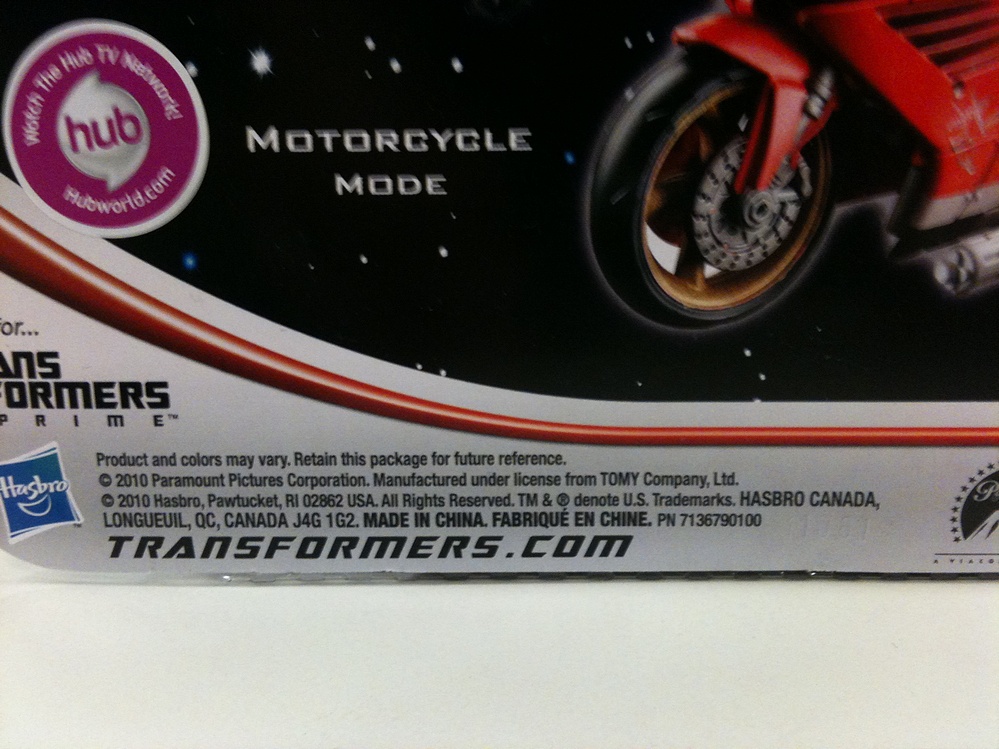 Watch The Hub TV Network!
hub
Hubworld.com
MOTORCYCLE
MODE
for...
ANS
FORMERS
PRIME™
Hasbro
Product and colors may vary. Retain this package for future reference.
© 2010 Paramount Pictures Corporation. Manufactured under license from TOMY Company, Ltd.
© 2010 Hasbro, Pawtucket, RI 02862 USA. All Rights Reserved. TM & ® denote U.S. Trademarks. HASBRO CANADA,
LONGUEUIL, QC, CANADA J4G 1G2. MADE IN CHINA. FABRIQUÉ EN CHINE. PN 7136790100
TRANSFORMERS.COM